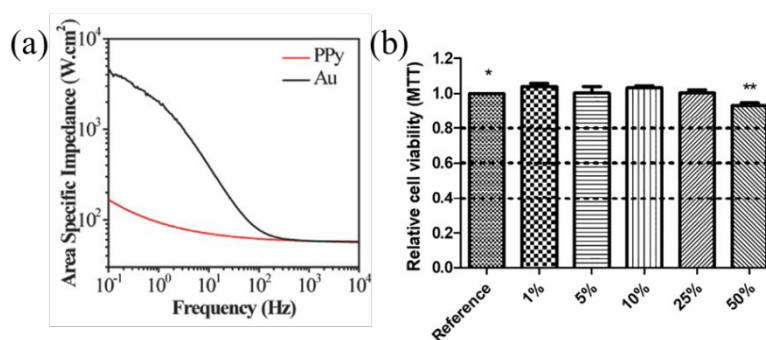 (a)
Area Specific Impedance (W.cm²)
10⁴
10³
10²
PPy
Au
10⁻¹ 10⁰ 10¹ 10² 10³ 10⁴
Frequency (Hz)
(b)
Relative cell viability (MTT)
1.2
1.0
0.8
0.6
0.4
0.2
0.0
*
**
Reference 1% 5% 10% 25% 50%